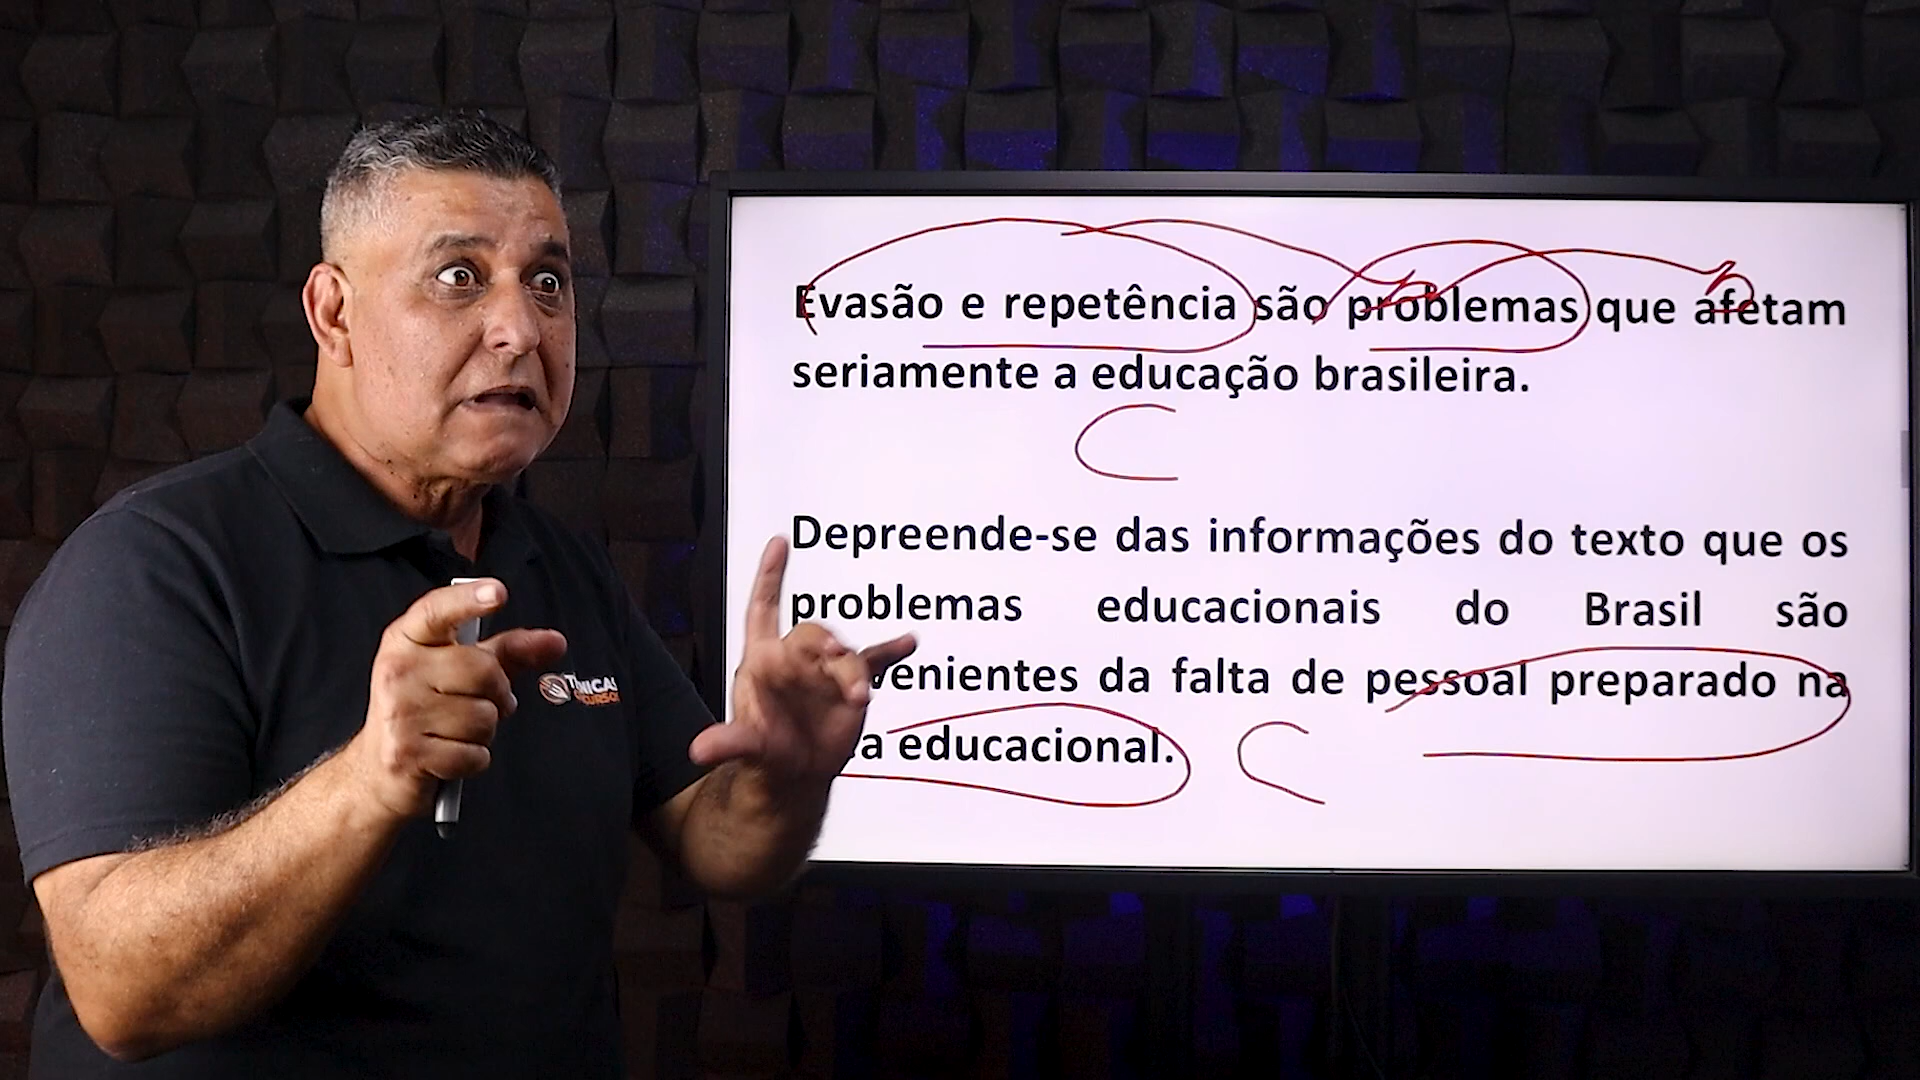 Evasão e repetência são problemas que afetam
seriamente a educação brasileira.
C
Depreende-se das informações do texto que os
problemas educacionais do Brasil são
venientes da falta de pessoal preparado na
a educacional.
C